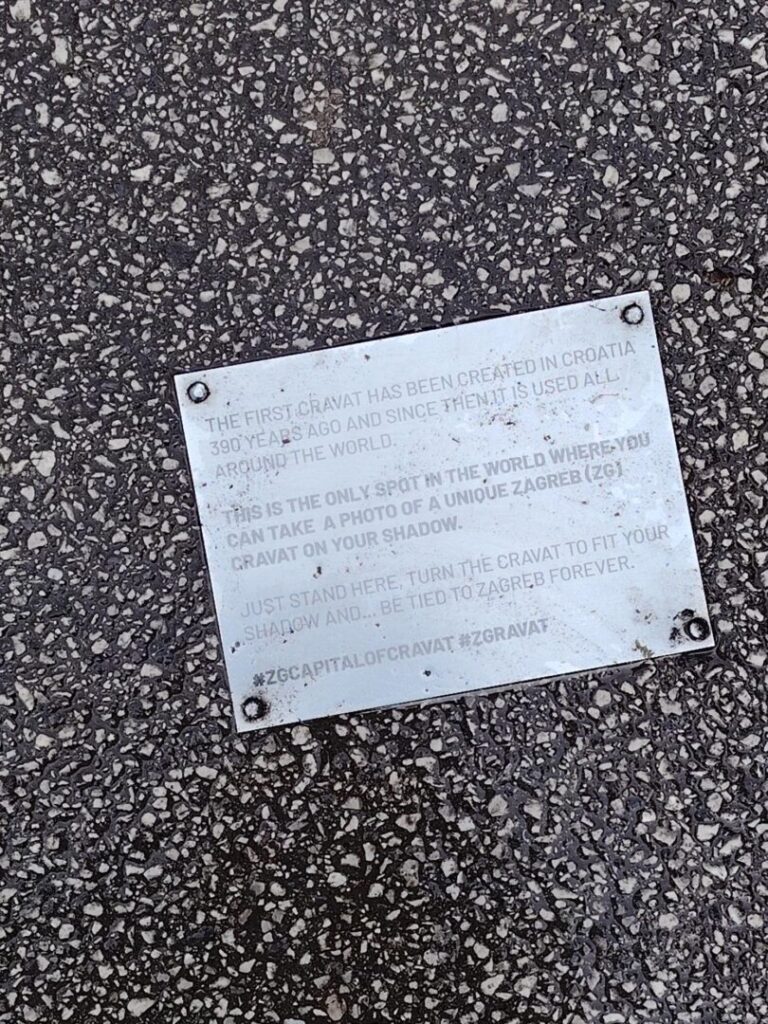 THE FIRST CRAVAT HAS BEEN CREATED IN CROATIA
390 YEARS AGO AND SINCE THEN IT IS USED ALL
AROUND THE WORLD.
THIS IS THE ONLY SPOT IN THE WORLD WHERE YOU
CAN TAKE A PHOTO OF A UNIQUE ZAGREB (ZG)
CRAVAT ON YOUR SHADOW.
JUST STAND HERE, TURN THE CRAVAT TO FIT YOUR
SHADOW AND... BE TIED TO ZAGREB FOREVER.
#ZGCAPITALOFCRAVAT #ZGRAVAT